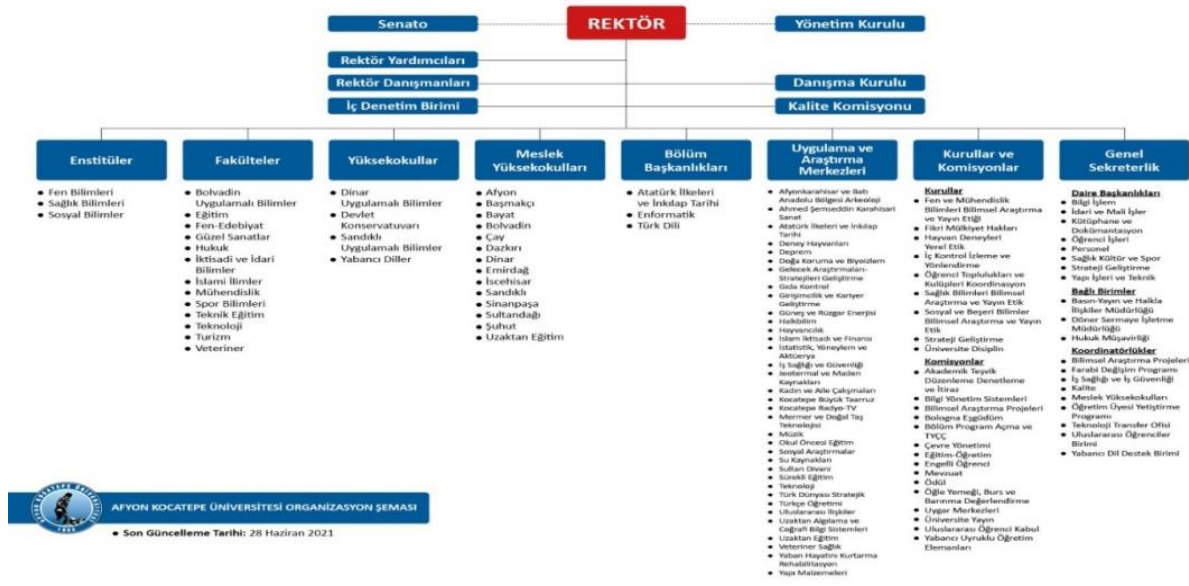 Senato
REKTÖR
Yönetim Kurulu
Rektör Yardımcıları
Rektör Danışmanları
Danışma Kurulu
İç Denetim Birimi
Kalite Komisyonu
Enstitüler
Fen Bilimleri
Sağlık Bilimleri
Sosyal Bilimler
Fakülteler
Bolvadin
Uygulamalı Bilimler
Eğitim
Fen-Edebiyat
Güzel Sanatlar
Hukuk
İktisadi ve İdari
Bilimler
İslami İlimler
Mühendislik
Spor Bilimleri
Teknik Eğitim
Teknoloji
Turizm
Veteriner
Yüksekokullar
Dinar
Uygulamalı Bilimler
Devlet
Konservatuvarı
Sandıklı
Uygulamalı Bilimler
Yabancı Diller
Meslek
Yüksekokulları
Afyon
Başmakçı
Bayat
Bolvadin
Çay
Dazkırı
Dinar
Emirdağ
İscehisar
Sandıklı
Sinanpaşa
Sultandağı
Şuhut
Uzaktan Eğitim
Bölüm
Başkanlıkları
Atatürk İlkeleri
ve İnkılap Tarihi
Enformatik
Türk Dili
Uygulama ve
Araştırma
Merkezleri
Afyonkarahisar ve Batı
Anadolu Bölgesi Arkeoloji
Ahmed Şemseddin Karahisari
Sanat
Atatürk İlkeleri ve İnkılap
Tarihi
Deney Hayvanları
Deprem
Doğa Koruma ve Biyoizlem
Gelecek Araştırmaları-
Stratejileri Geliştirme
Gıda Kontrol
Girişimcilik ve Kariyer
Geliştirme
Güneş ve Rüzgar Enerjisi
Halkbilim
Hayvancılık
İslam İktisadi ve Finansı
İstatistik, Yöneylem ve
Aktüerya
İş Sağlığı ve Güvenliği
Jeotermal ve Maden
Kaynakları
Kadın ve Aile Çalışmaları
Kocatepe Büyük Taarruz
Kocatepe Radyo-TV
Mermer ve Doğal Taş
Teknolojisi
Müzik
Okul Öncesi Eğitim
Sosyal Araştırmalar
Su Kaynakları
Sultan Divani
Sürekli Eğitim
Teknoloji
Türk Dünyası Stratejik
Türkçe Öğretimi
Uluslararası İlişkiler
Uzaktan Algılama ve
Coğrafi Bilgi Sistemleri
Uzaktan Eğitim
Veteriner Sağlık
Yaban Hayatını Kurtarma
Rehabilitasyon
Yapı Malzemeleri
Kurullar ve
Komisyonlar
Kurullar
Fen ve Mühendislik
Bilimleri Bilimsel Araştırma
ve Yayın Etiği
Fikri Mülkiyet Hakları
Hayvan Deneyleri
Yerel Etik
İç Kontrol İzleme ve
Yönlendirme
Öğrenci Toplulukları ve
Kulüpleri Koordinasyon
Sağlık Bilimleri Bilimsel
Araştırma ve Yayın Etik
Sosyal ve Beşeri Bilimler
Bilimsel Araştırma ve Yayın
Etik
Strateji Geliştirme
Üniversite Disiplin
Komisyonlar
Akademik Teşvik
Düzenleme Denetleme
ve İtiraz
Bilgi Yönetim Sistemleri
Bilimsel Araştırma Projeleri
Bologna Eşgüdüm
Bölüm Program Açma ve
TYÇÇ
Çevre Yönetimi
Eğitim-Öğretim
Engelli Öğrenci
Mevzuat
Ödül
Öğle Yemeği, Burs ve
Barınma Değerlendirme
Uygar Merkezleri
Üniversite Yayın
Uluslararası Öğrenci Kabul
Yabancı Uyruklu Öğretim
Elemanları
Genel
Sekreterlik
Daire Başkanlıkları
Bilgi İşlem
İdari ve Mali İşler
Kütüphane ve
Dokümantasyon
Öğrenci İşleri
Personel
Sağlık Kültür ve Spor
Strateji Geliştirme
Yapı İşleri ve Teknik
Bağlı Birimler
Basın-Yayın ve Halkla
İlişkiler Müdürlüğü
Döner Sermaye İşletme
Müdürlüğü
Hukuk Müşavirliği
Koordinatörlükler
Bilimsel Araştırma Projeleri
Farabi Değişim Programı
İş Sağlığı ve İş Güvenliği
Kalite
Meslek Yüksekokulları
Öğretim Üyesi Yetiştirme
Programı
Teknoloji Transfer Ofisi
Uluslararası Öğrenciler
Birimi
Yabancı Dil Destek Birimi
AFYON KOCATEPE ÜNİVERSİTESİ ORGANİZASYON ŞEMASI
Son Güncelleme Tarihi: 28 Haziran 2021